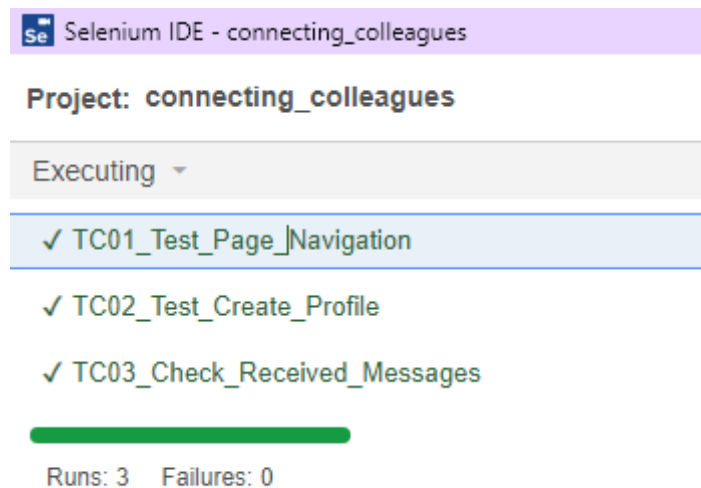 Se Selenium IDE - connecting_colleagues
Project: connecting_colleagues
Executing
✓ TC01_Test_Page_Navigation
✓ TC02_Test_Create_Profile
✓ TC03_Check_Received_Messages
Runs: 3 Failures: 0